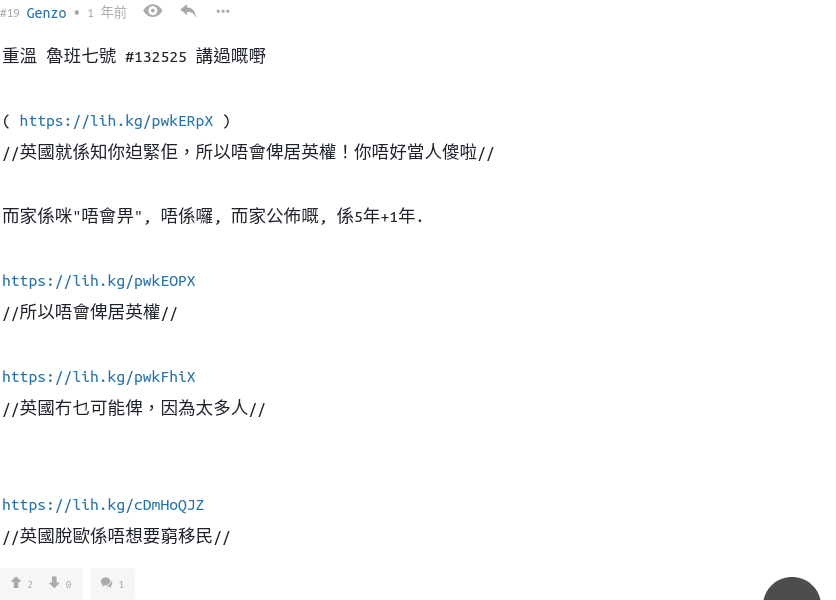 #19 Genzo • 1 年前
重溫 魯班七號 #132525 講過嘅嘢
( https://lih.kg/pwkERpX )
//英國就係知你迫緊佢，所以唔會俾居英權！你唔好當人傻啦//
而家係咪"唔會畀", 唔係囉, 而家公佈嘅, 係5年+1年.
https://lih.kg/pwkEOPX
//所以唔會俾居英權//
https://lih.kg/pwkFhiX
//英國冇乜可能俾，因為太多人//
https://lih.kg/cDmHoQJZ
//英國脫歐係唔想要窮移民//
2 0 1